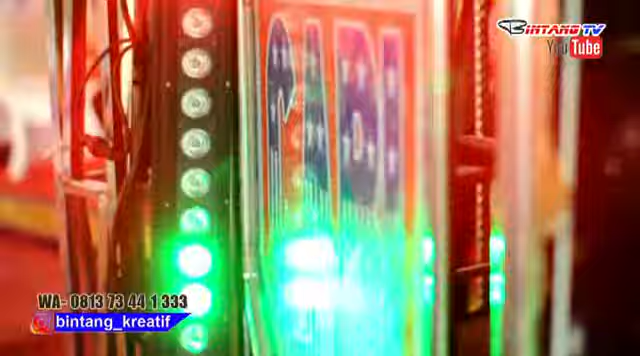 BINTANG TV
YouTube
WA- 0813 73 44 1 333
bintang_kreatif